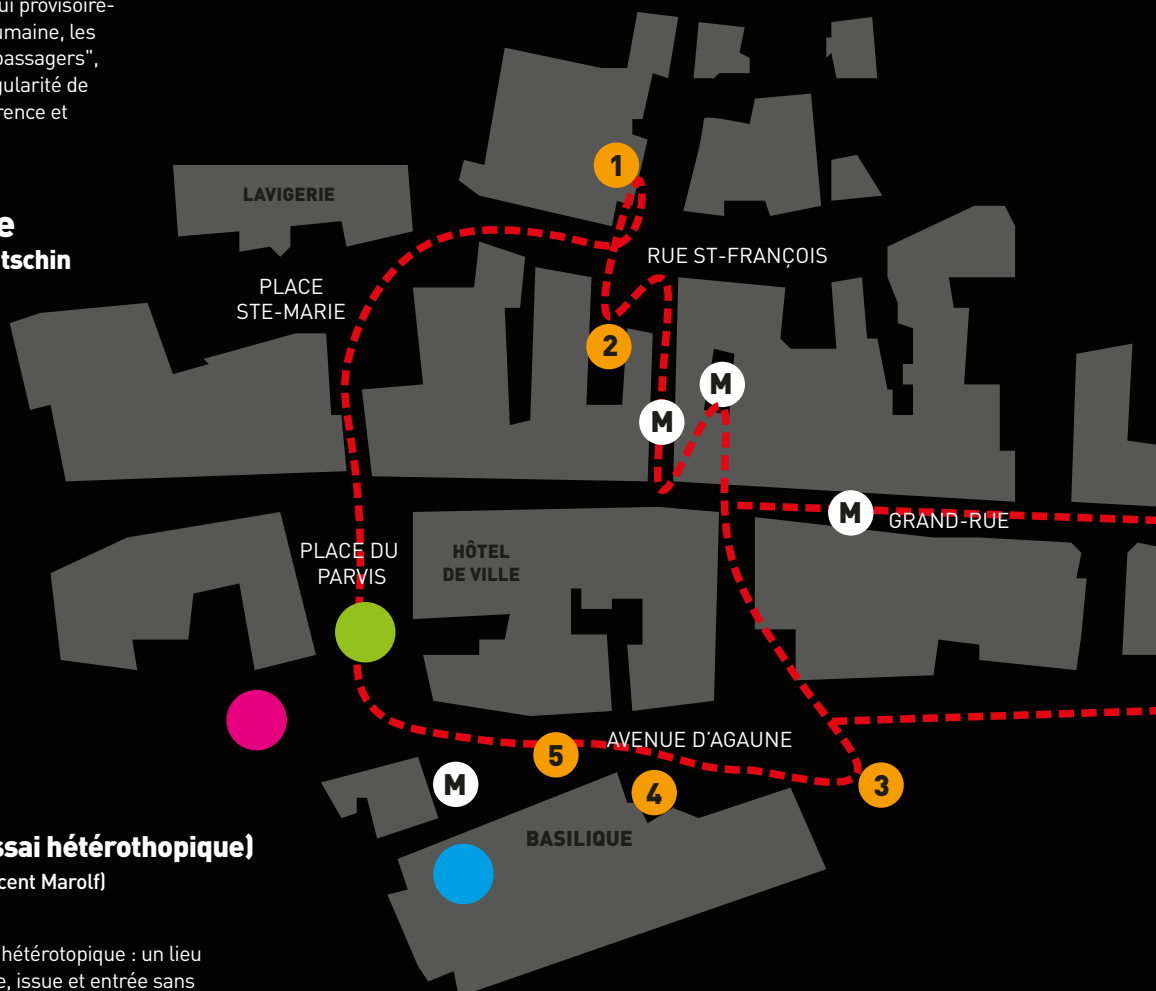 ui provisoire-
umaine, les
passagers",
gularité de
rence et
e
tschin
1
LAVIGERIE
RUE ST-FRANÇOIS
PLACE
STE-MARIE
2
M
M
M
GRAND-RUE
PLACE DU
PARVIS
HÔTEL
DE VILLE
AVENUE D'AGAUNE
5
3
M
4
BASILIQUE
ssai hétérothopique)
cent Marolf)
hétérotopique : un lieu
e, issue et entrée sans